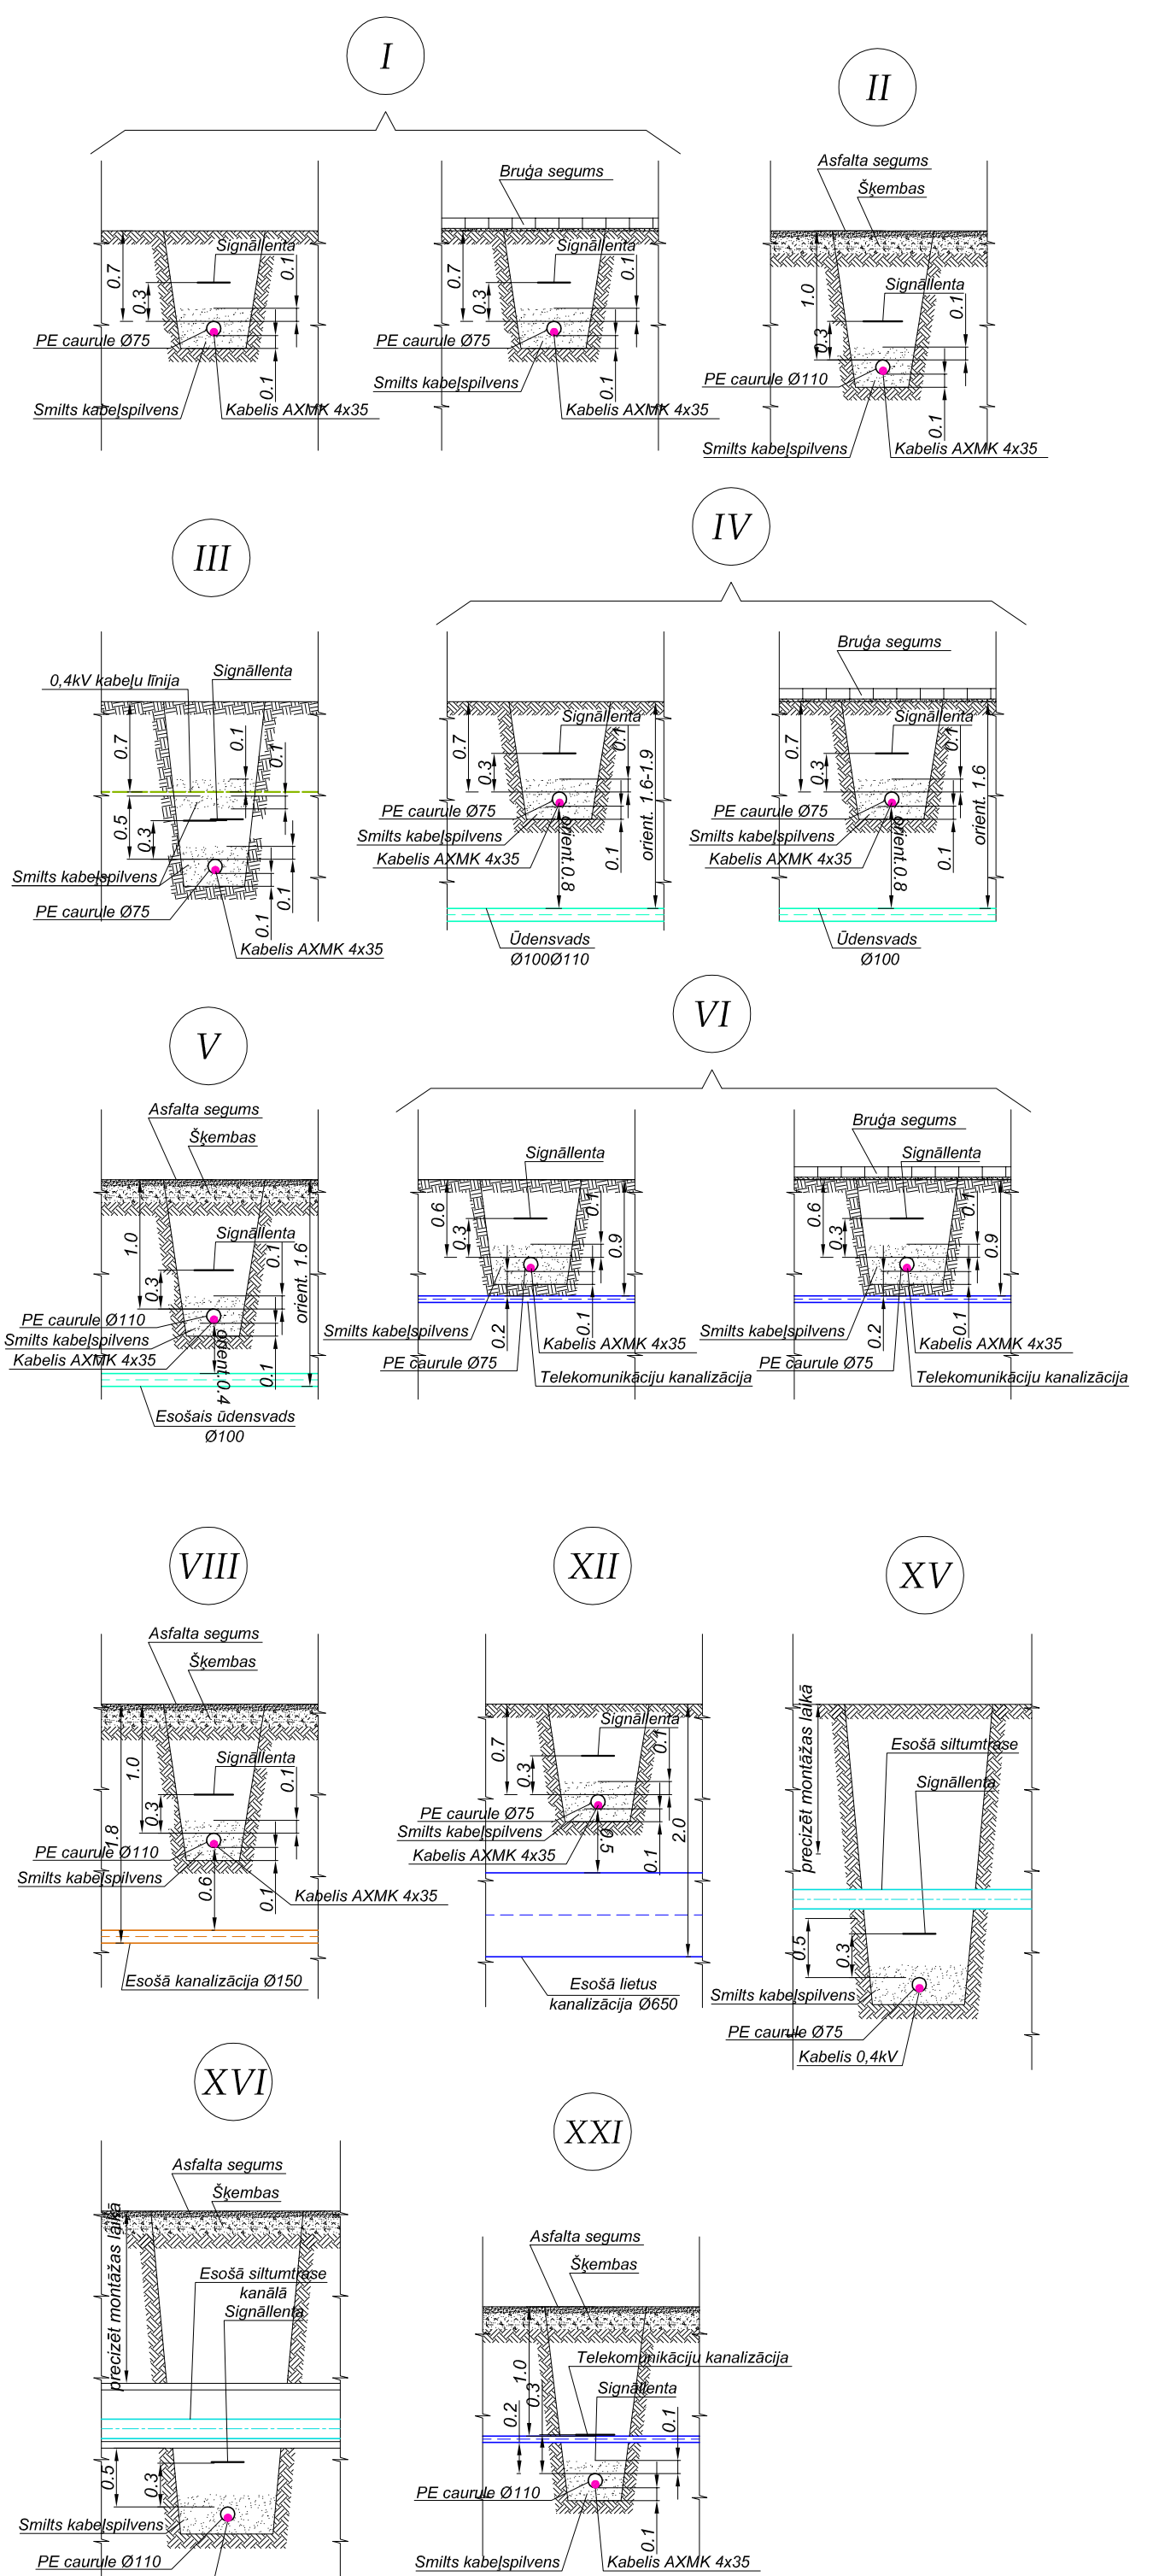 I
Bruģa segums
0.7
0.3
Signāllenta
0.1
PE caurule Ø75
0.1
Smilts kabeļspilvens
Kabelis AXMK 4x35
0.7
0.3
Signāllenta
0.1
PE caurule Ø75
0.1
Smilts kabeļspilvens
Kabelis AXMK 4x35
II
Asfalta segums
Šķembas
1.0
0.3
Signāllenta
0.1
PE caurule Ø110
0.1
Smilts kabeļspilvens
Kabelis AXMK 4x35
III
0,4kV kabeļu līnija
Signāllenta
0.7
0.1
0.1
0.5
0.3
Smilts kabeļspilvens
0.1
0.1
PE caurule Ø75
Kabelis AXMK 4x35
IV
0.7
0.3
Signāllenta
0.1
orient. 1.6-1.9
PE caurule Ø75
Smilts kabeļspilvens
Kabelis AXMK 4x35
orient.0.8
0.1
Ūdensvads
Ø100Ø110
Bruģa segums
0.7
0.3
Signāllenta
0.1
orient. 1.6
PE caurule Ø75
Smilts kabeļspilvens
Kabelis AXMK 4x35
orient.0.8
0.1
Ūdensvads
Ø100
V
Asfalta segums
Šķembas
1.0
0.3
Signāllenta
0.1
orient. 1.6
PE caurule Ø110
Smilts kabeļspilvens
Kabelis AXMK 4x35
orient.0.4
0.1
Esošais ūdensvads
Ø100
VI
Signāllenta
0.6
0.3
0.1
0.9
Smilts kabeļspilvens
0.2
0.1
Kabelis AXMK 4x35
PE caurule Ø75
Telekomunikāciju kanalizācija
Bruģa segums
Signāllenta
0.6
0.3
0.1
0.9
Smilts kabeļspilvens
0.2
0.1
Kabelis AXMK 4x35
PE caurule Ø75
Telekomunikāciju kanalizācija
VIII
Asfalta segums
Šķembas
1.0
1.8
0.3
Signāllenta
0.1
PE caurule Ø110
Smilts kabeļspilvens
0.6
0.1
Kabelis AXMK 4x35
Esošā kanalizācija Ø150
XII
0.7
0.3
Signāllenta
0.1
PE caurule Ø75
Smilts kabeļspilvens
Kabelis AXMK 4x35
0.5
0.1
2.0
Esošā lietus
kanalizācija Ø650
XV
precizēt montāžas laikā
Esošā siltumtrase
Signāllenta
0.5
0.3
Smilts kabeļspilvens
PE caurule Ø75
Kabelis 0,4kV
XVI
Asfalta segums
Šķembas
precizēt montāžas laikā
Esošā siltumtrase
kanālā
Signāllenta
0.5
0.3
Smilts kabeļspilvens
PE caurule Ø110
XXI
Asfalta segums
Šķembas
Telekomunikāciju kanalizācija
1.0
0.3
0.2
Signāllenta
0.1
PE caurule Ø110
0.1
Smilts kabeļspilvens
Kabelis AXMK 4x35